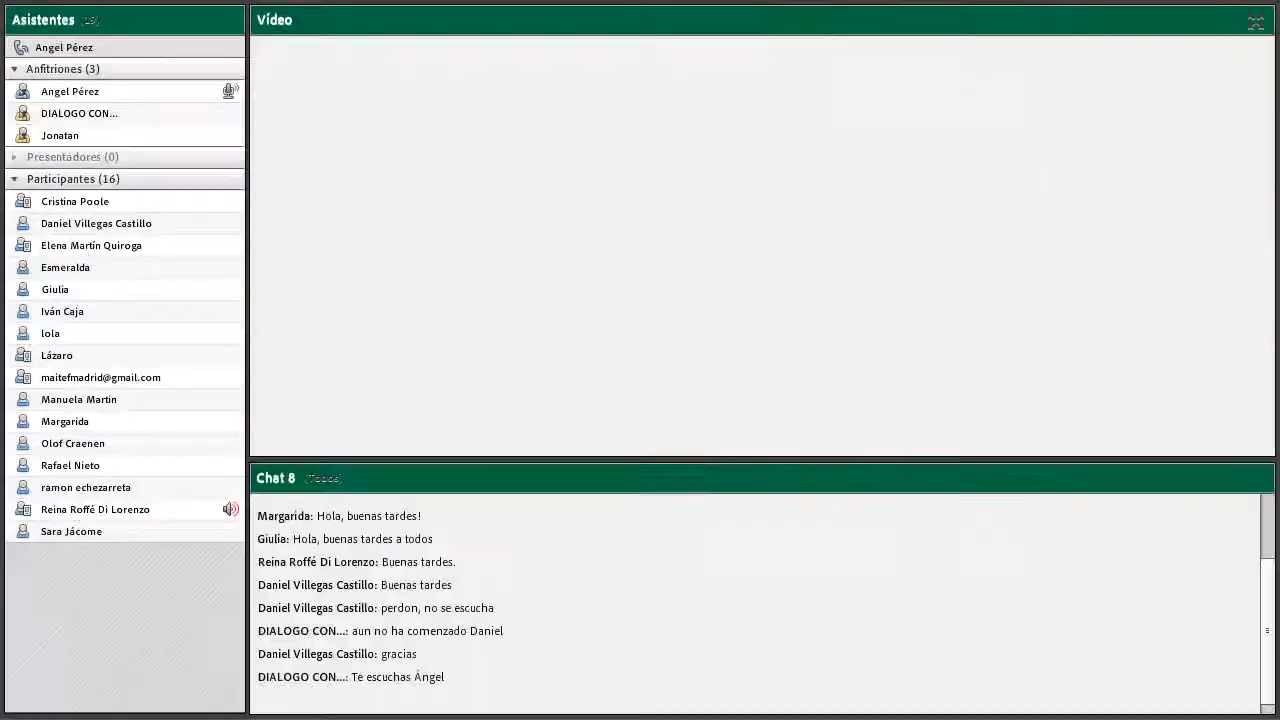 Asistentes (19)
Angel Pérez
Anfitriones (3)
Angel Pérez
DIALOGO CON...
Jonatan
Presentadores (0)
Participantes (16)
Cristina Poole
Daniel Villegas Castillo
Elena Martín Quiroga
Esmeralda
Giulia
Iván Caja
lola
Lázaro
maitefmadrid@gmail.com
Manuela Martin
Margarida
Olof Craenen
Rafael Nieto
ramon echezarreta
Reina Roffé Di Lorenzo
Sara Jácome
Vídeo
Chat 8 (Todos)
Margarida: Hola, buenas tardes!
Giulia: Hola, buenas tardes a todos
Reina Roffé Di Lorenzo: Buenas tardes.
Daniel Villegas Castillo: Buenas tardes
Daniel Villegas Castillo: perdon, no se escucha
DIALOGO CON...: aun no ha comenzado Daniel
Daniel Villegas Castillo: gracias
DIALOGO CON...: Te escuchas Ángel